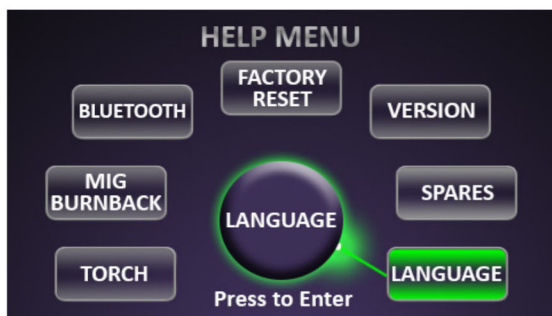 HELP MENU
FACTORY
RESET
BLUETOOTH
VERSION
MIG
BURNBACK
SPARES
LANGUAGE
TORCH
LANGUAGE
Press to Enter